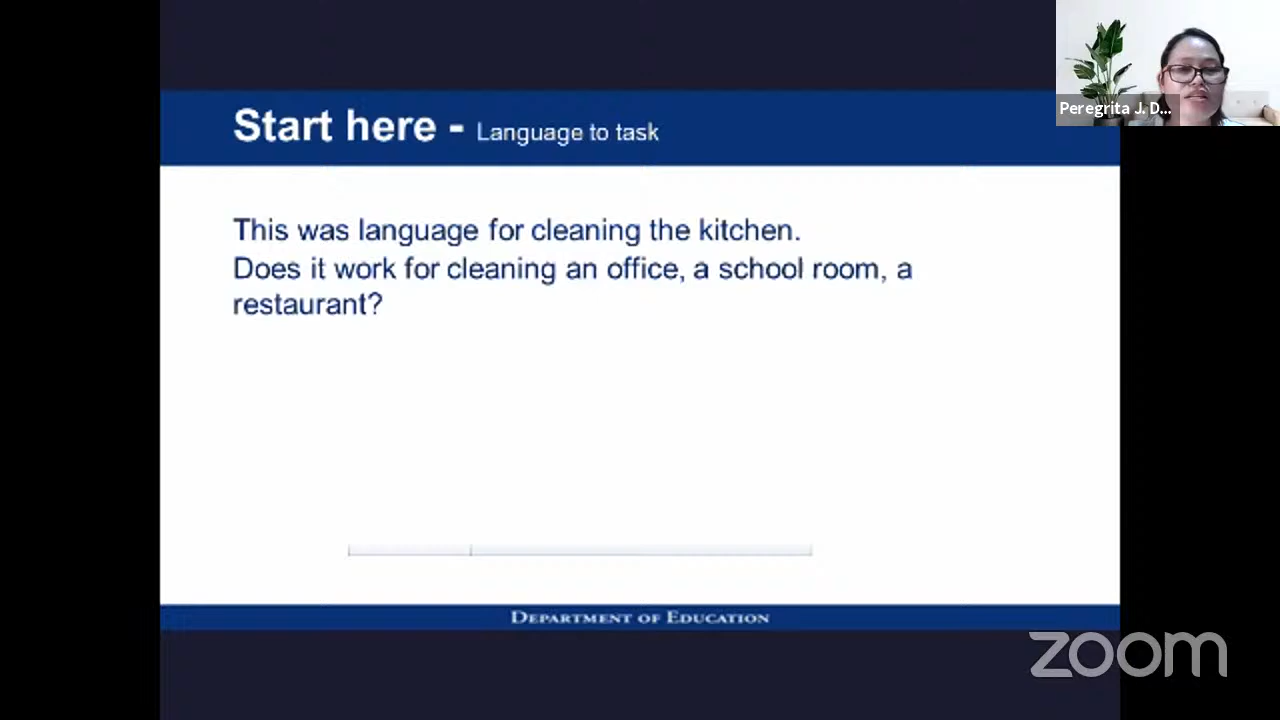 Peregrita J. D...
Start here - Language to task
This was language for cleaning the kitchen.
Does it work for cleaning an office, a school room, a
restaurant?
DEPARTMENT OF EDUCATION
zoom